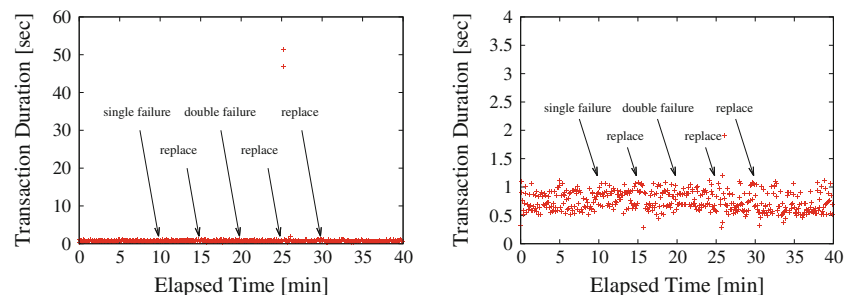 60
50
40
30
20
10
0
Transaction Duration [sec]
single failure
double failure
replace
replace
replace
0 5 10 15 20 25 30 35 40
Elapsed Time [min]
4
3.5
3
2.5
2
1.5
1
0.5
0
Transaction Duration [sec]
single failure
double failure
replace
replace
replace
0 5 10 15 20 25 30 35 40
Elapsed Time [min]